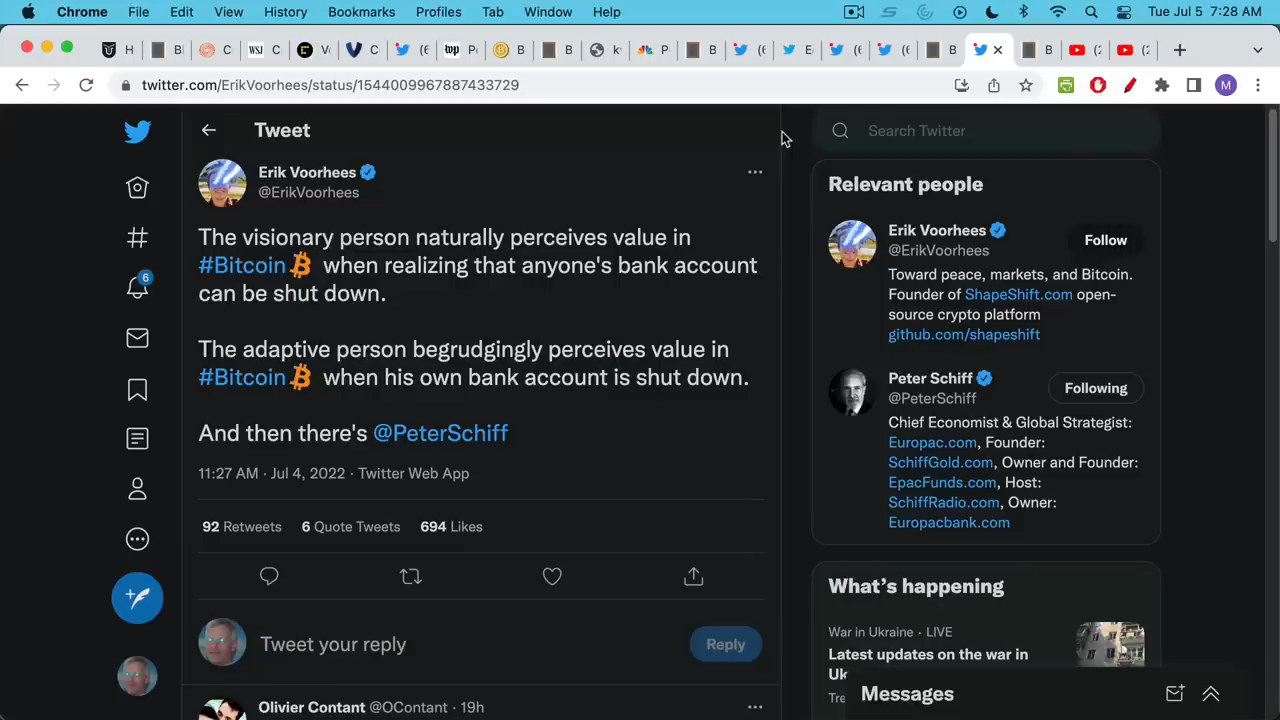 Chrome File Edit View History Bookmarks Profiles Tab Window Help Tue Jul 5 7:28 AM
twitter.com/ErikVoorhees/status/1544009967887433729
Tweet
Erik Voorhees
@ErikVoorhees
The visionary person naturally perceives value in
#Bitcoin when realizing that anyone's bank account
can be shut down.
The adaptive person begrudgingly perceives value in
#Bitcoin when his own bank account is shut down.
And then there's @PeterSchiff
11:27 AM · Jul 4, 2022 · Twitter Web App
92 Retweets 6 Quote Tweets 694 Likes
Tweet your reply
Reply
Olivier Contant @OContant · 19h
6
Search Twitter
Relevant people
Erik Voorhees
@ErikVoorhees
Follow
Toward peace, markets, and Bitcoin.
Founder of ShapeShift.com open-
source crypto platform
github.com/shapeshift
Peter Schiff
@PeterSchiff
Following
Chief Economist & Global Strategist:
Europac.com, Founder:
SchiffGold.com, Owner and Founder:
EpacFunds.com, Host:
SchiffRadio.com, Owner:
Europacbank.com
What's happening
War in Ukraine · LIVE
Latest updates on the war in
Messages